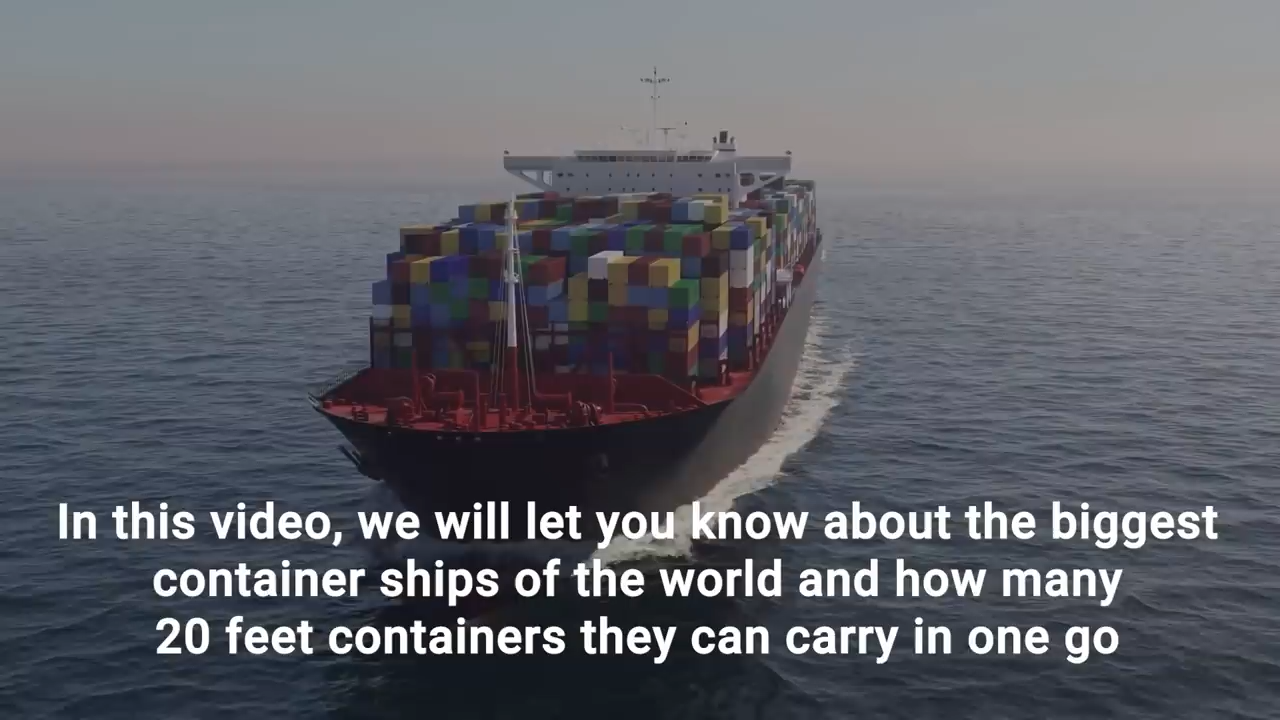 In this video, we will let you know about the biggest
container ships of the world and how many
20 feet containers they can carry in one go